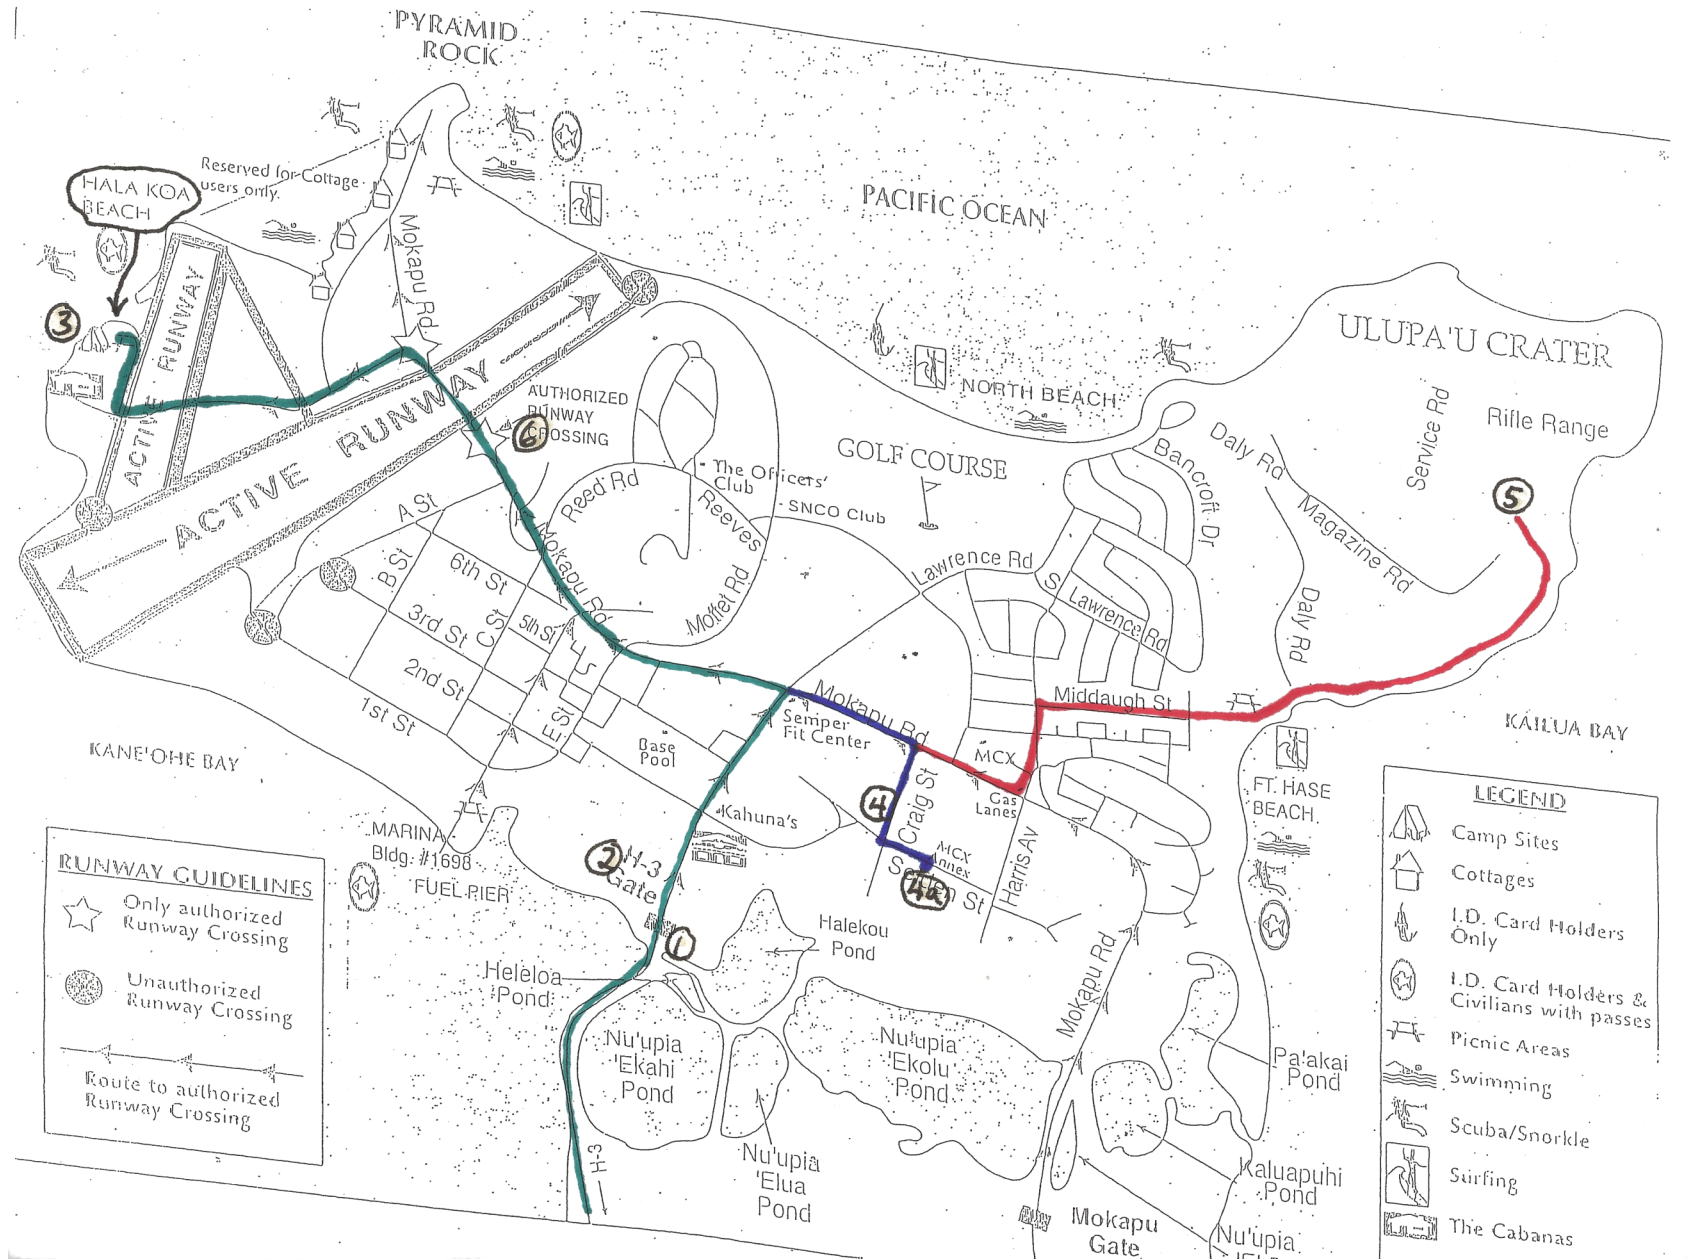 PYRAMID
ROCK
HALA KOA
BEACH
Reserved for Cottage
users only.
Mokapu Rd
PACIFIC OCEAN
ULUPA'U CRATER
Service Rd
Rifle Range
3
ACTIVE RUNWAY
ACTIVE RUNWAY
AUTHORIZED
RUNWAY
CROSSING
6
NORTH BEACH
GOLF COURSE
The Officers'
Club
SNCO Club
Bancroft Dr
Daly Rd
Magazine Rd
5
Reed Rd
Reeves
Moffet Rd
A St
B St
C St
6th St
5th St
3rd St
2nd St
1st St
E St
Mokapu Rd
Lawrence Rd
S Lawrence Rd
Daly Rd
Middaugh St
Mokapu Rd
Semper
Fit Center
Base
Pool
MCX
Gas
Lanes
Craig St
4
MCX
Annex
4a
Harris Av
Kahuna's
KANE'OHE BAY
KAILUA BAY
FT. HASE
BEACH
MARINA
Bldg. #1698
FUEL PIER
2
H-3
Gate
1
Heleloa
Pond
Halekou
Pond
Nu'upia
'Ekahi
Pond
Nu'upia
'Elua
Pond
Nu'upia
'Ekolu
Pond
Mokapu Rd
Pa'akai
Pond
Kaluapuhi
Pond
Nu'upia
Mokapu
Gate
H-3
RUNWAY GUIDELINES
Only authorized
Runway Crossing
Unauthorized
Runway Crossing
Route to authorized
Runway Crossing
LEGEND
Camp Sites
Cottages
I.D. Card Holders
Only
I.D. Card Holders &
Civilians with passes
Picnic Areas
Swimming
Scuba/Snorkle
Surfing
The Cabanas